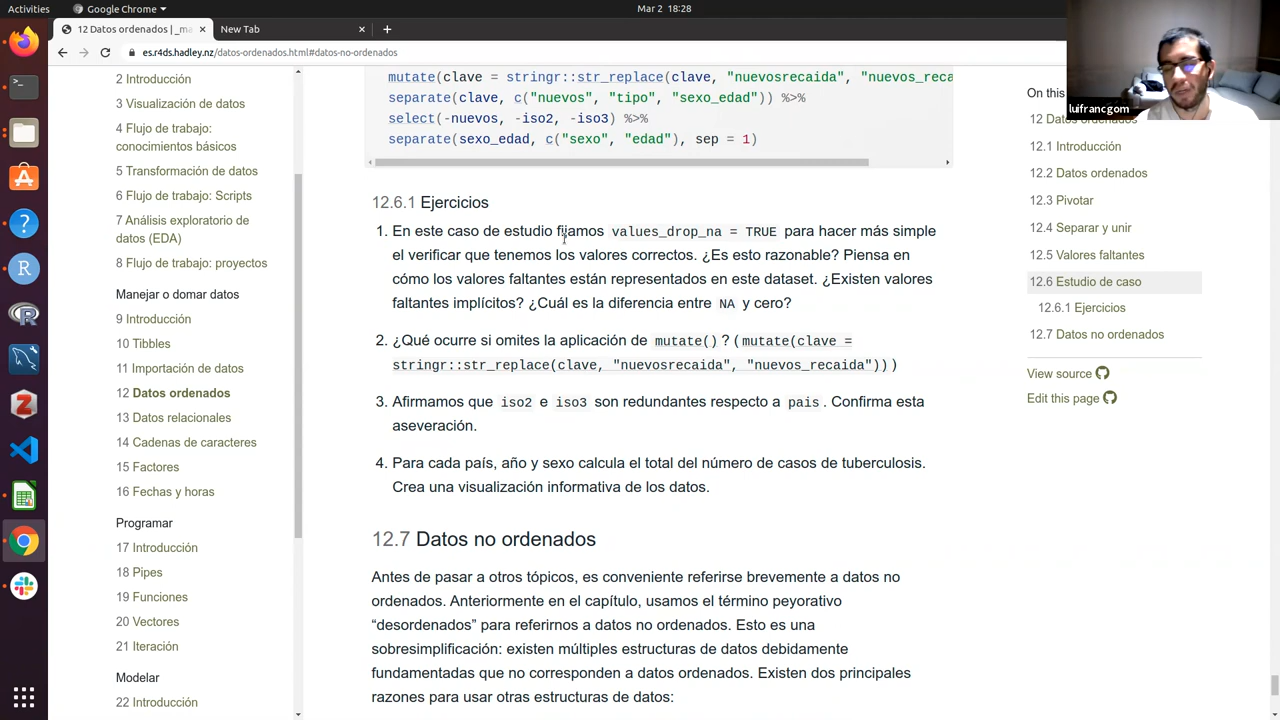 Activities
Google Chrome
Mar 2 18:28
12 Datos ordenados | _ma
New Tab
es.r4ds.hadley.nz/datos-ordenados.html#datos-no-ordenados
2 Introducción
3 Visualización de datos
4 Flujo de trabajo:
conocimientos básicos
5 Transformación de datos
6 Flujo de trabajo: Scripts
7 Análisis exploratorio de
datos (EDA)
8 Flujo de trabajo: proyectos
Manejar o domar datos
9 Introducción
10 Tibbles
11 Importación de datos
12 Datos ordenados
13 Datos relacionales
14 Cadenas de caracteres
15 Factores
16 Fechas y horas
Programar
17 Introducción
18 Pipes
19 Funciones
20 Vectores
21 Iteración
Modelar
22 Introducción
mutate(clave = stringr::str_replace(clave, "nuevosrecaida", "nuevos_reca
separate(clave, c("nuevos", "tipo", "sexo_edad")) %>%
select(-nuevos, -iso2, -iso3) %>%
separate(sexo_edad, c("sexo", "edad"), sep = 1)
12.6.1 Ejercicios
1. En este caso de estudio fijamos values_drop_na = TRUE para hacer más simple
el verificar que tenemos los valores correctos. ¿Es esto razonable? Piensa en
cómo los valores faltantes están representados en este dataset. ¿Existen valores
faltantes implícitos? ¿Cuál es la diferencia entre NA y cero?
2. ¿Qué ocurre si omites la aplicación de mutate()? (mutate(clave =
stringr::str_replace(clave, "nuevosrecaida", "nuevos_recaida")))
3. Afirmamos que iso2 e iso3 son redundantes respecto a pais. Confirma esta
aseveración.
4. Para cada país, año y sexo calcula el total del número de casos de tuberculosis.
Crea una visualización informativa de los datos.
12.7 Datos no ordenados
Antes de pasar a otros tópicos, es conveniente referirse brevemente a datos no
ordenados. Anteriormente en el capítulo, usamos el término peyorativo
“desordenados” para referirnos a datos no ordenados. Esto es una
sobresimplificación: existen múltiples estructuras de datos debidamente
fundamentadas que no corresponden a datos ordenados. Existen dos principales
razones para usar otras estructuras de datos:
On this
12 Datos ordenados
12.1 Introducción
12.2 Datos ordenados
12.3 Pivotar
12.4 Separar y unir
12.5 Valores faltantes
12.6 Estudio de caso
12.6.1 Ejercicios
12.7 Datos no ordenados
View source
Edit this page
luifrancgom